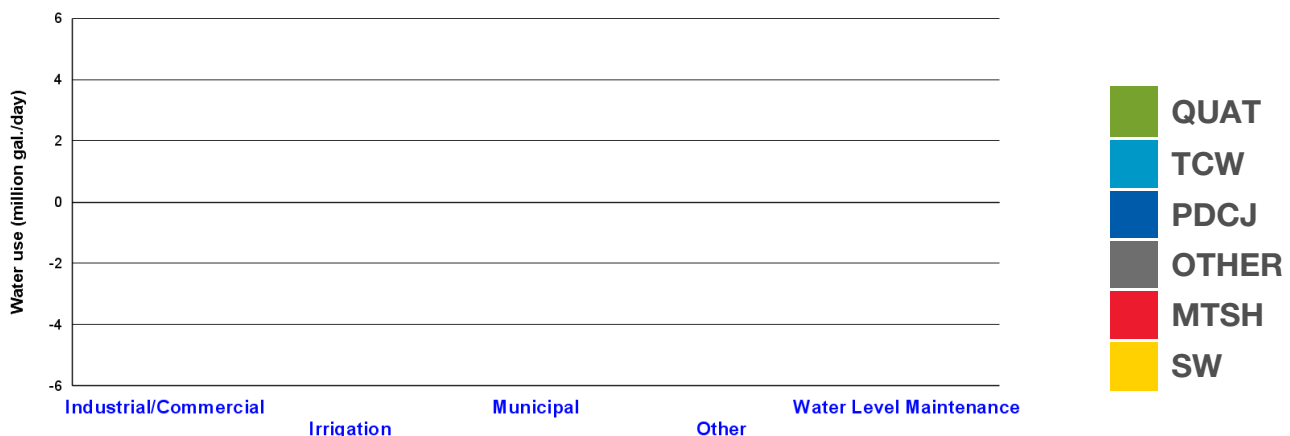 6
4
2
0
-2
-4
-6
Water use (million gal./day)
Industrial/Commercial
Irrigation
Municipal
Other
Water Level Maintenance
QUAT
TCW
PDCJ
OTHER
MTSH
SW